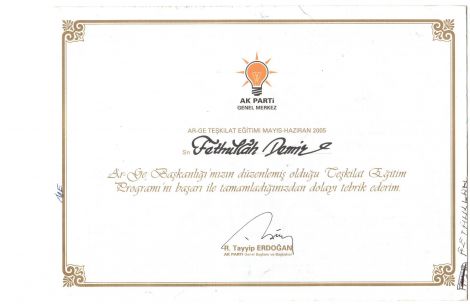 AK PARTİ
GENEL MERKEZ
AR-GE TEŞKİLAT EĞİTİMİ MAYIS-HAZİRAN 2005
Sn. Fethullah Demir
Ar-Ge Başkanlığı'mızın düzenlemiş olduğu Teşkilat Eğitim
Programı'nı başarı ile tamamladığınızdan dolayı tebrik ederim.
R. Tayyip ERDOĞAN
AK PARTİ Genel Başkanı ve Başbakan